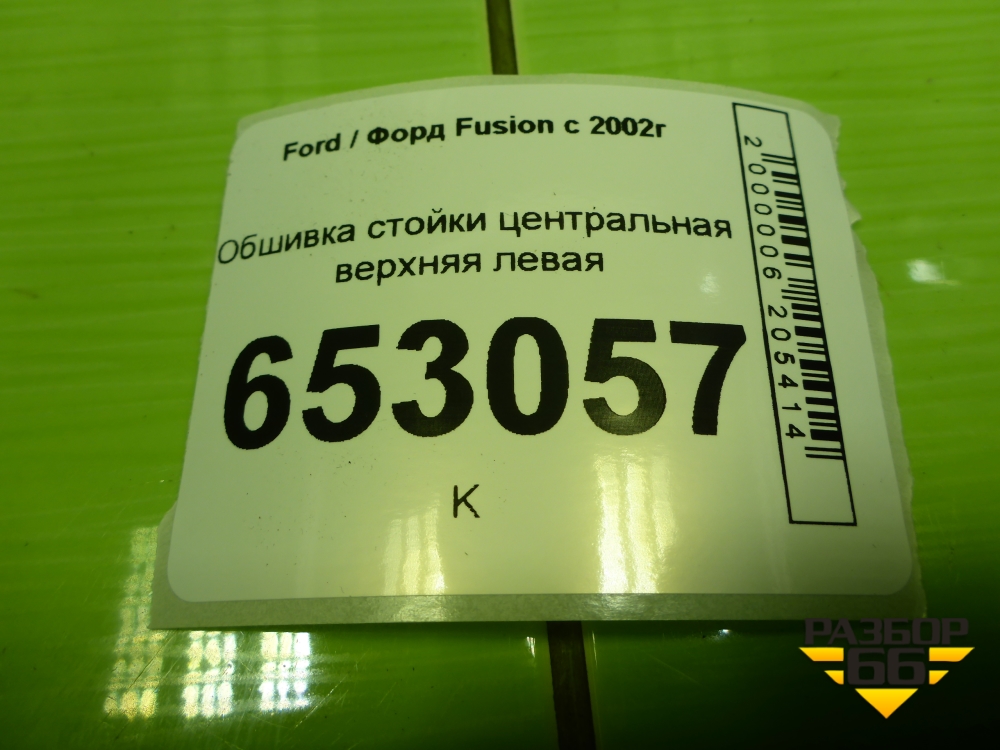 Ford / Форд Fusion с 2002г
Обшивка стойки центральная
верхняя левая
653057
К
2000006205414
РАЗБОР
66